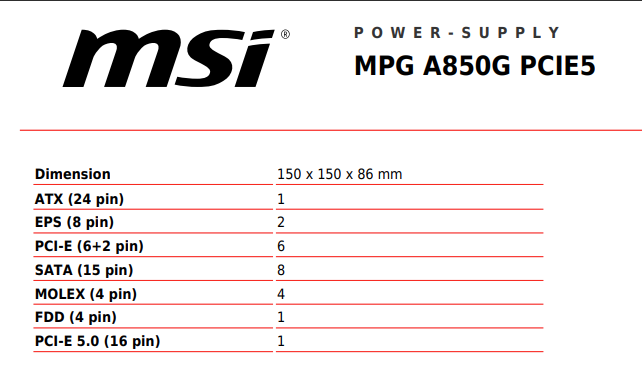 msi®
POWER-SUPPLY
MPG A850G PCIE5
Dimension 150 x 150 x 86 mm
ATX (24 pin) 1
EPS (8 pin) 2
PCI-E (6+2 pin) 6
SATA (15 pin) 8
MOLEX (4 pin) 4
FDD (4 pin) 1
PCI-E 5.0 (16 pin) 1